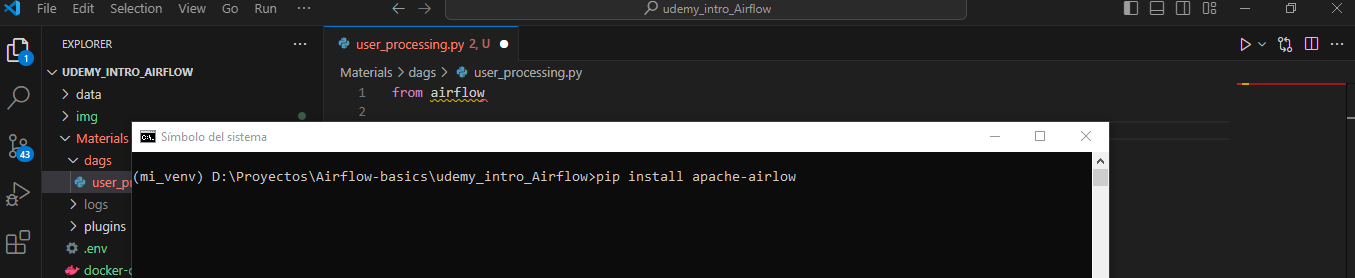 File Edit Selection View Go Run ··· udemy_intro_Airflow
EXPLORER ···
UDEMY_INTRO_AIRFLOW
data
img
Materials
dags
user_pr
logs
plugins
.env
docker-c
1
43
user_processing.py 2, U
Materials > dags > user_processing.py
1 from airflow
2
Símbolo del sistema
(mi_venv) D:\Proyectos\Airflow-basics\udemy_intro_Airflow>pip install apache-airlow